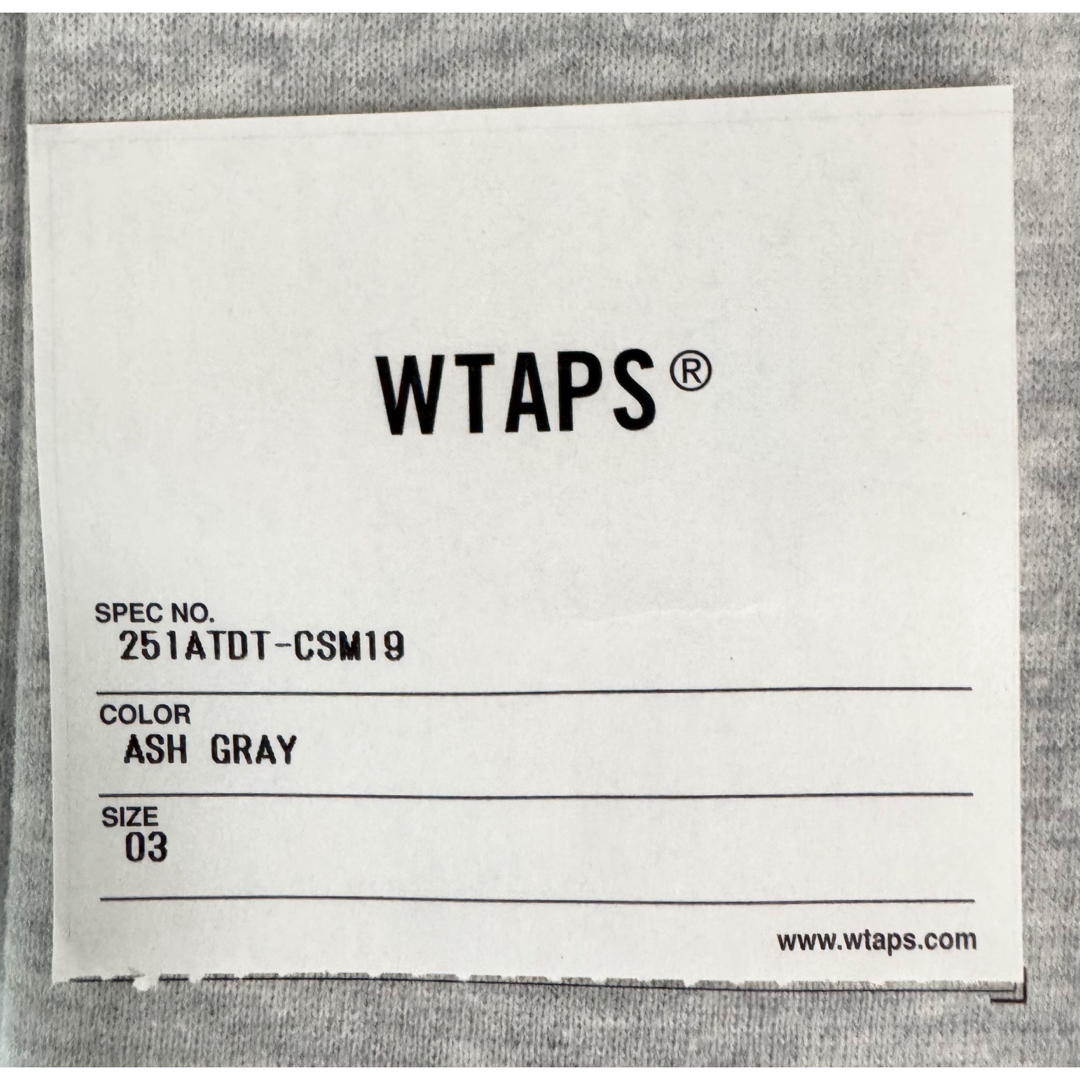 WTAPS®
SPEC NO.
251ATDT-CSM19
COLOR
ASH GRAY
SIZE
03
www.wtaps.com